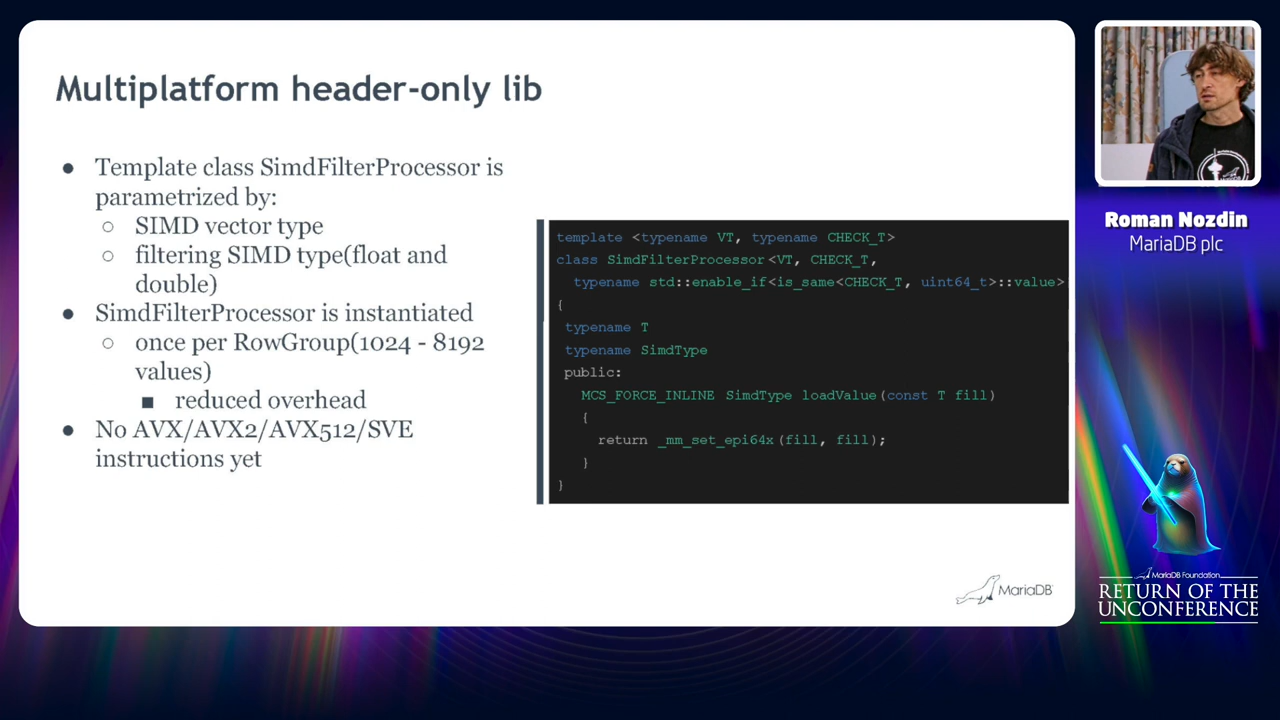 Multiplatform header-only lib
● Template class SimdFilterProcessor is
parametrized by:
○ SIMD vector type
○ filtering SIMD type(float and
double)
● SimdFilterProcessor is instantiated
○ once per RowGroup(1024 - 8192
values)
■ reduced overhead
● No AVX/AVX2/AVX512/SVE
instructions yet
template <typename VT, typename CHECK_T>
class SimdFilterProcessor<VT, CHECK_T,
typename std::enable_if<is_same<CHECK_T, uint64_t>::value>
{
typename T
typename SimdType
public:
MCS_FORCE_INLINE SimdType loadValue(const T fill)
{
return _mm_set_epi64x(fill, fill);
}
}
MariaDB
Roman Nozdin
MariaDB plc
MariaDB Foundation
RETURN OF THE
UNCONFERENCE